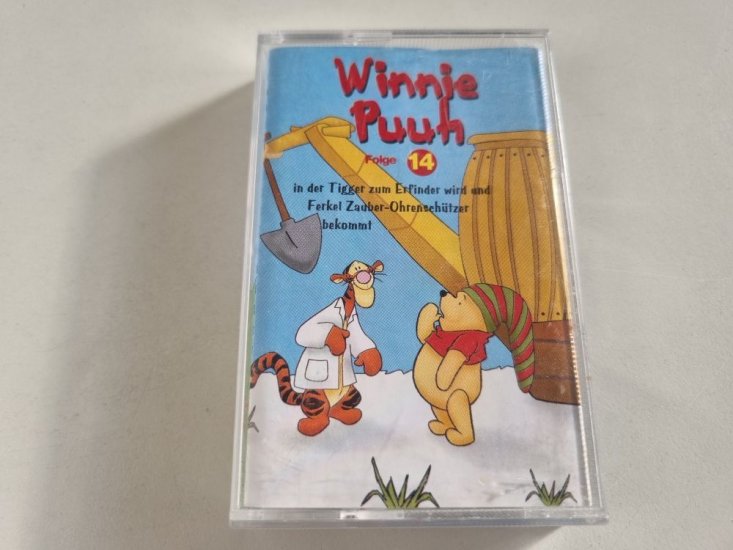 Winnie
Puuh
Folge 14
in der Tigger zum Erfinder wird und
Ferkel Zauber-Ohrenschützer
bekommt